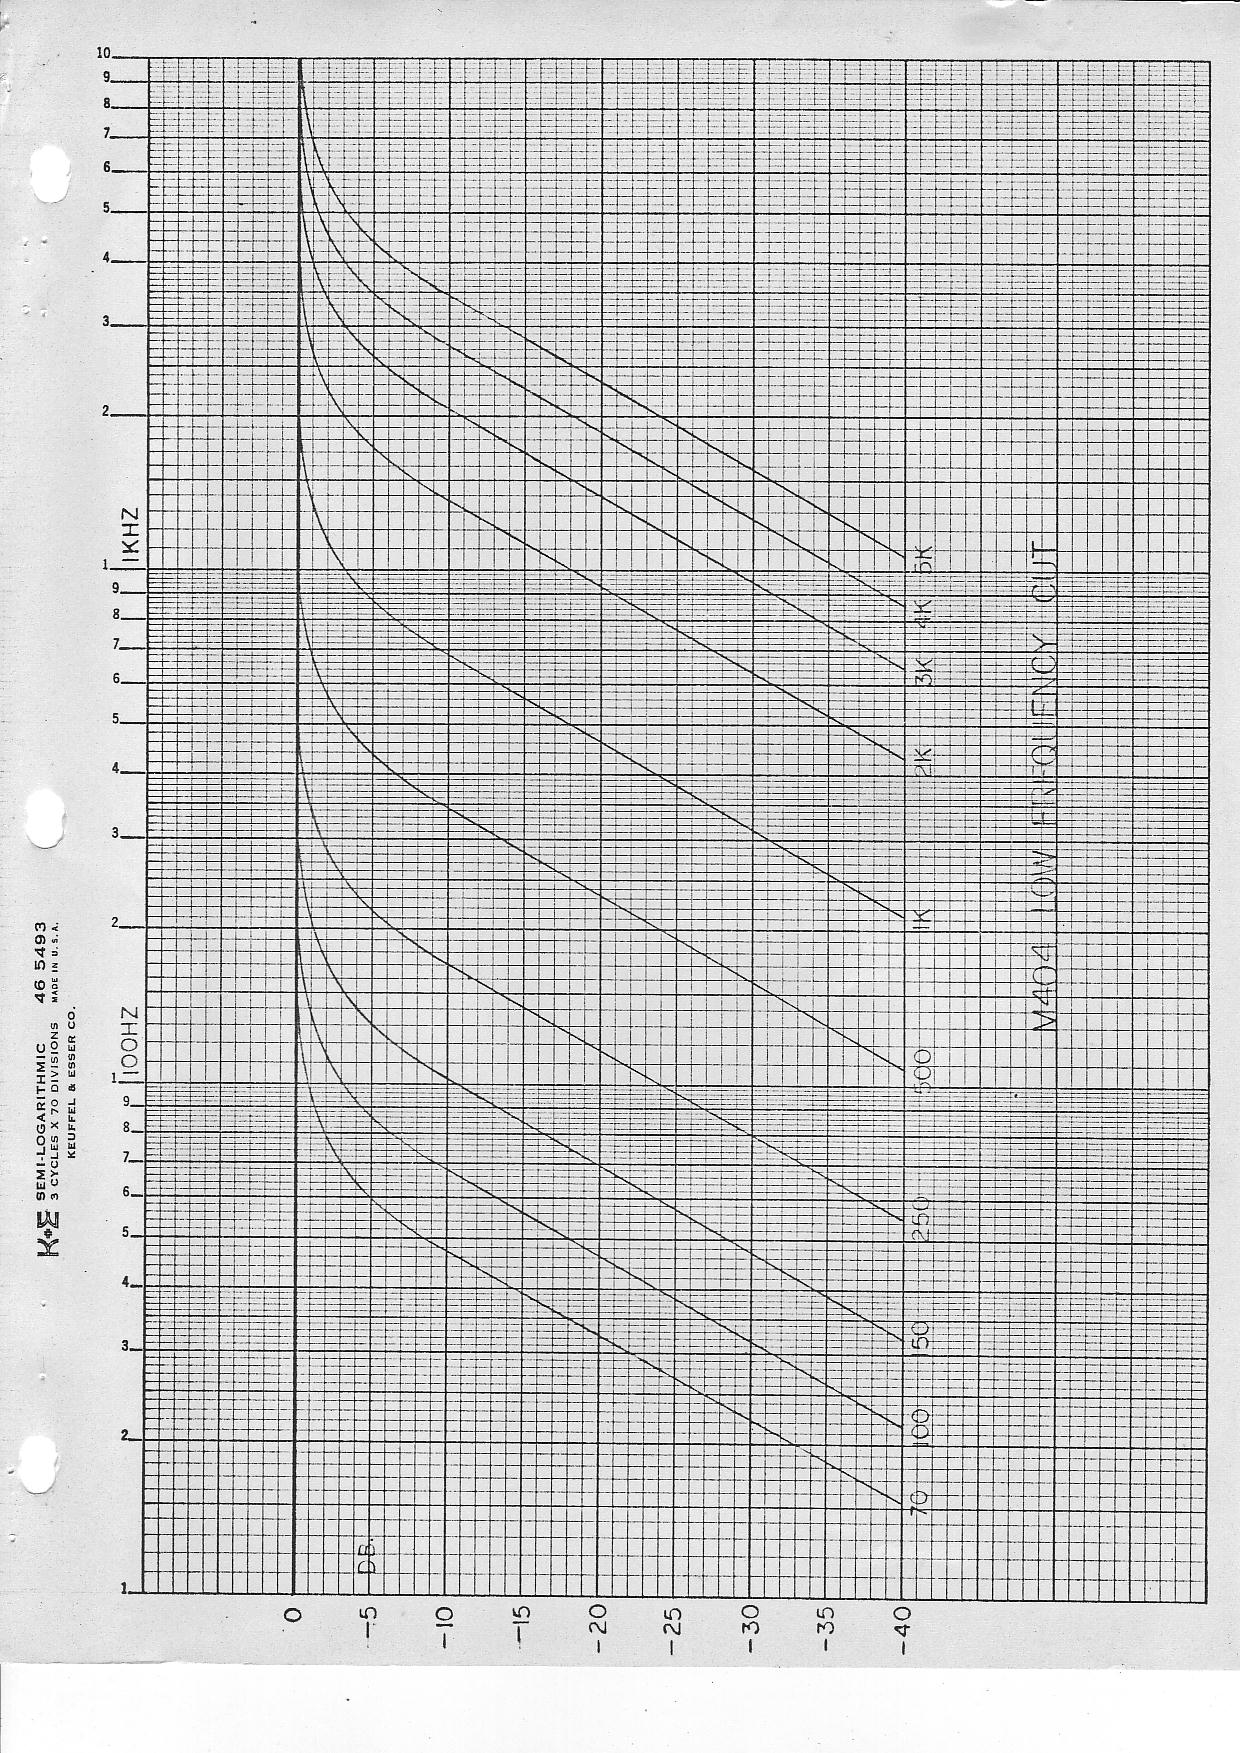 K+E SEMI-LOGARITHMIC 46 5493
3 CYCLES X 70 DIVISIONS MADE IN U.S.A.
KEUFFEL & ESSER CO.
1 2 3 4 5 6 7 8 9 1 2 3 4 5 6 7 8 9 1 2 3 4 5 6 7 8 9 10
100HZ 1KHZ
0
DB.
-5
-10
-15
-20
-25
-30
-35
-40
70 100 150 250 500 1K 2K 3K 4K 5K
M404 LOW FREQUENCY CUT